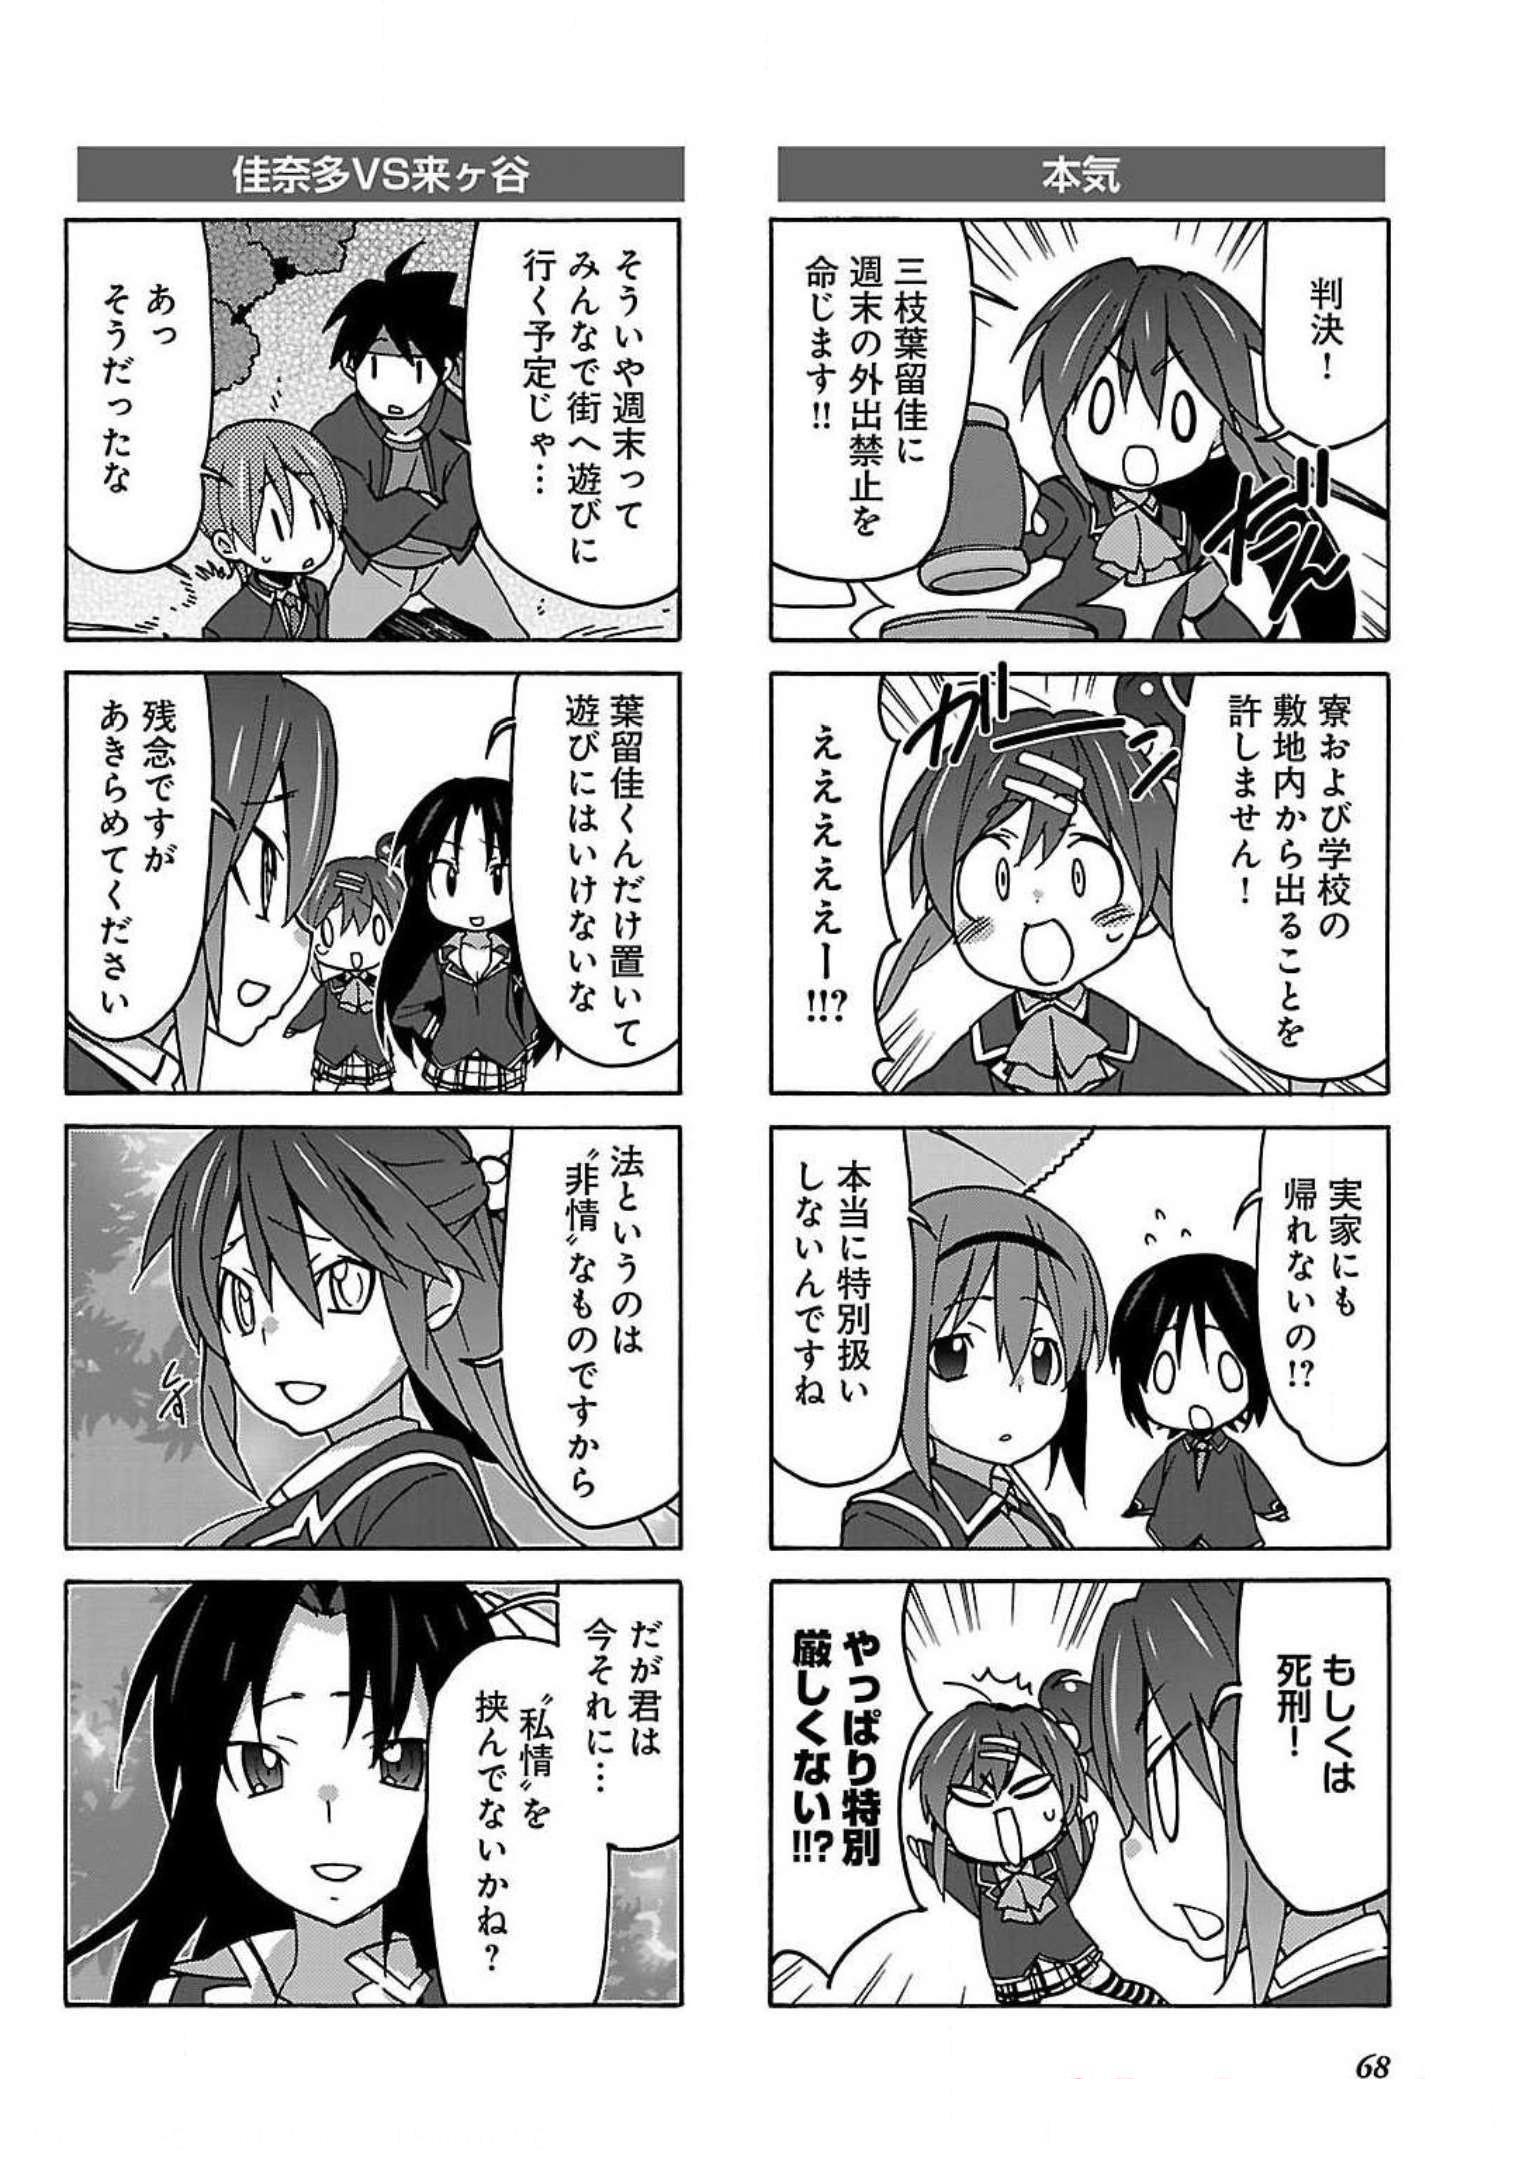 本気
判決！
三枝葉留佳に
週末の外出禁止を
命じます!!
ダンッ
寮および学校の
敷地内から出ることを
許しません！
ガーン
えええええええー!!?
実家にも
帰れないの!?
本当に特別扱い
しないんですね
もしくは
死刑！
やっぱり特別
厳しくない!!?
佳奈多VS来ヶ谷
そういや週末って
みんなで街へ遊びに
行く予定じゃ…
あっ
そうだったな
葉留佳くんだけ置いて
遊びにはいけないな
残念ですが
あきらめてください
法というのは
〝非情〟なものですから
だが君は
今それに…
〝私情〟を
挟んでないかね？
68